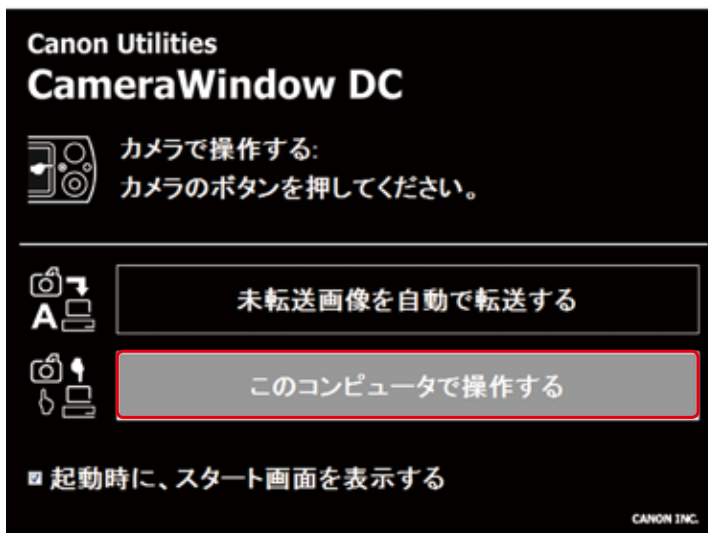 Canon Utilities
CameraWindow DC
カメラで操作する:
カメラのボタンを押してください。
A
未転送画像を自動で転送する
このコンピュータで操作する
起動時に、スタート画面を表示する
CANON INC.